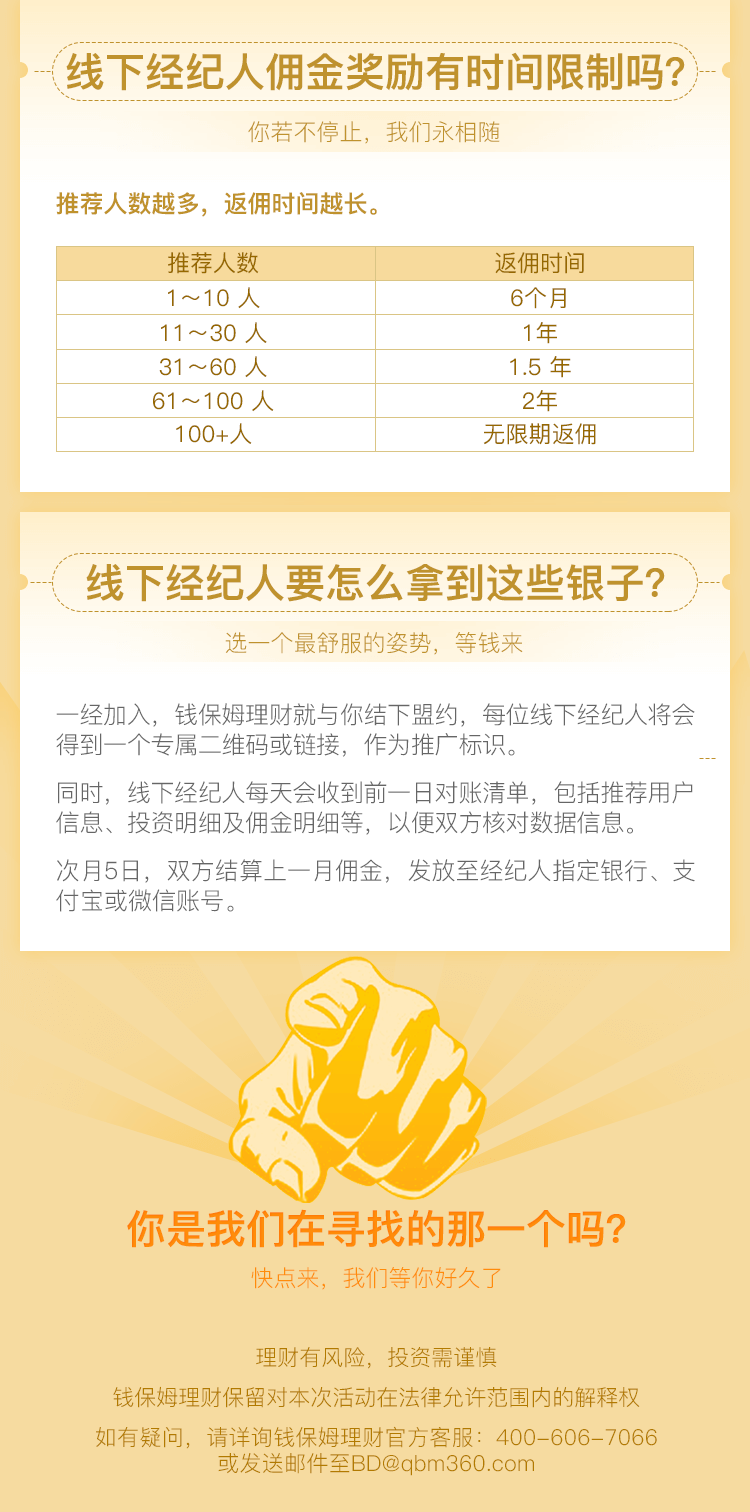 线下经纪人佣金奖励有时间限制吗?
你若不停止，我们永相随
推荐人数越多，返佣时间越长。
推荐人数 返佣时间
1～10 人 6个月
11～30 人 1年
31～60 人 1.5 年
61～100 人 2年
100+人 无限期返佣
线下经纪人要怎么拿到这些银子?
选一个最舒服的姿势，等钱来
一经加入，钱保姆理财就与你结下盟约，每位线下经纪人将会
得到一个专属二维码或链接，作为推广标识。
同时，线下经纪人每天会收到前一日对账清单，包括推荐用户
信息、投资明细及佣金明细等，以便双方核对数据信息。
次月5日，双方结算上一月佣金，发放至经纪人指定银行、支
付宝或微信账号。
你是我们在寻找的那一个吗?
快点来，我们等你好久了
理财有风险，投资需谨慎
钱保姆理财保留对本次活动在法律允许范围内的解释权
如有疑问，请详询钱保姆理财官方客服：400-606-7066
或发送邮件至BD@qbm360.com